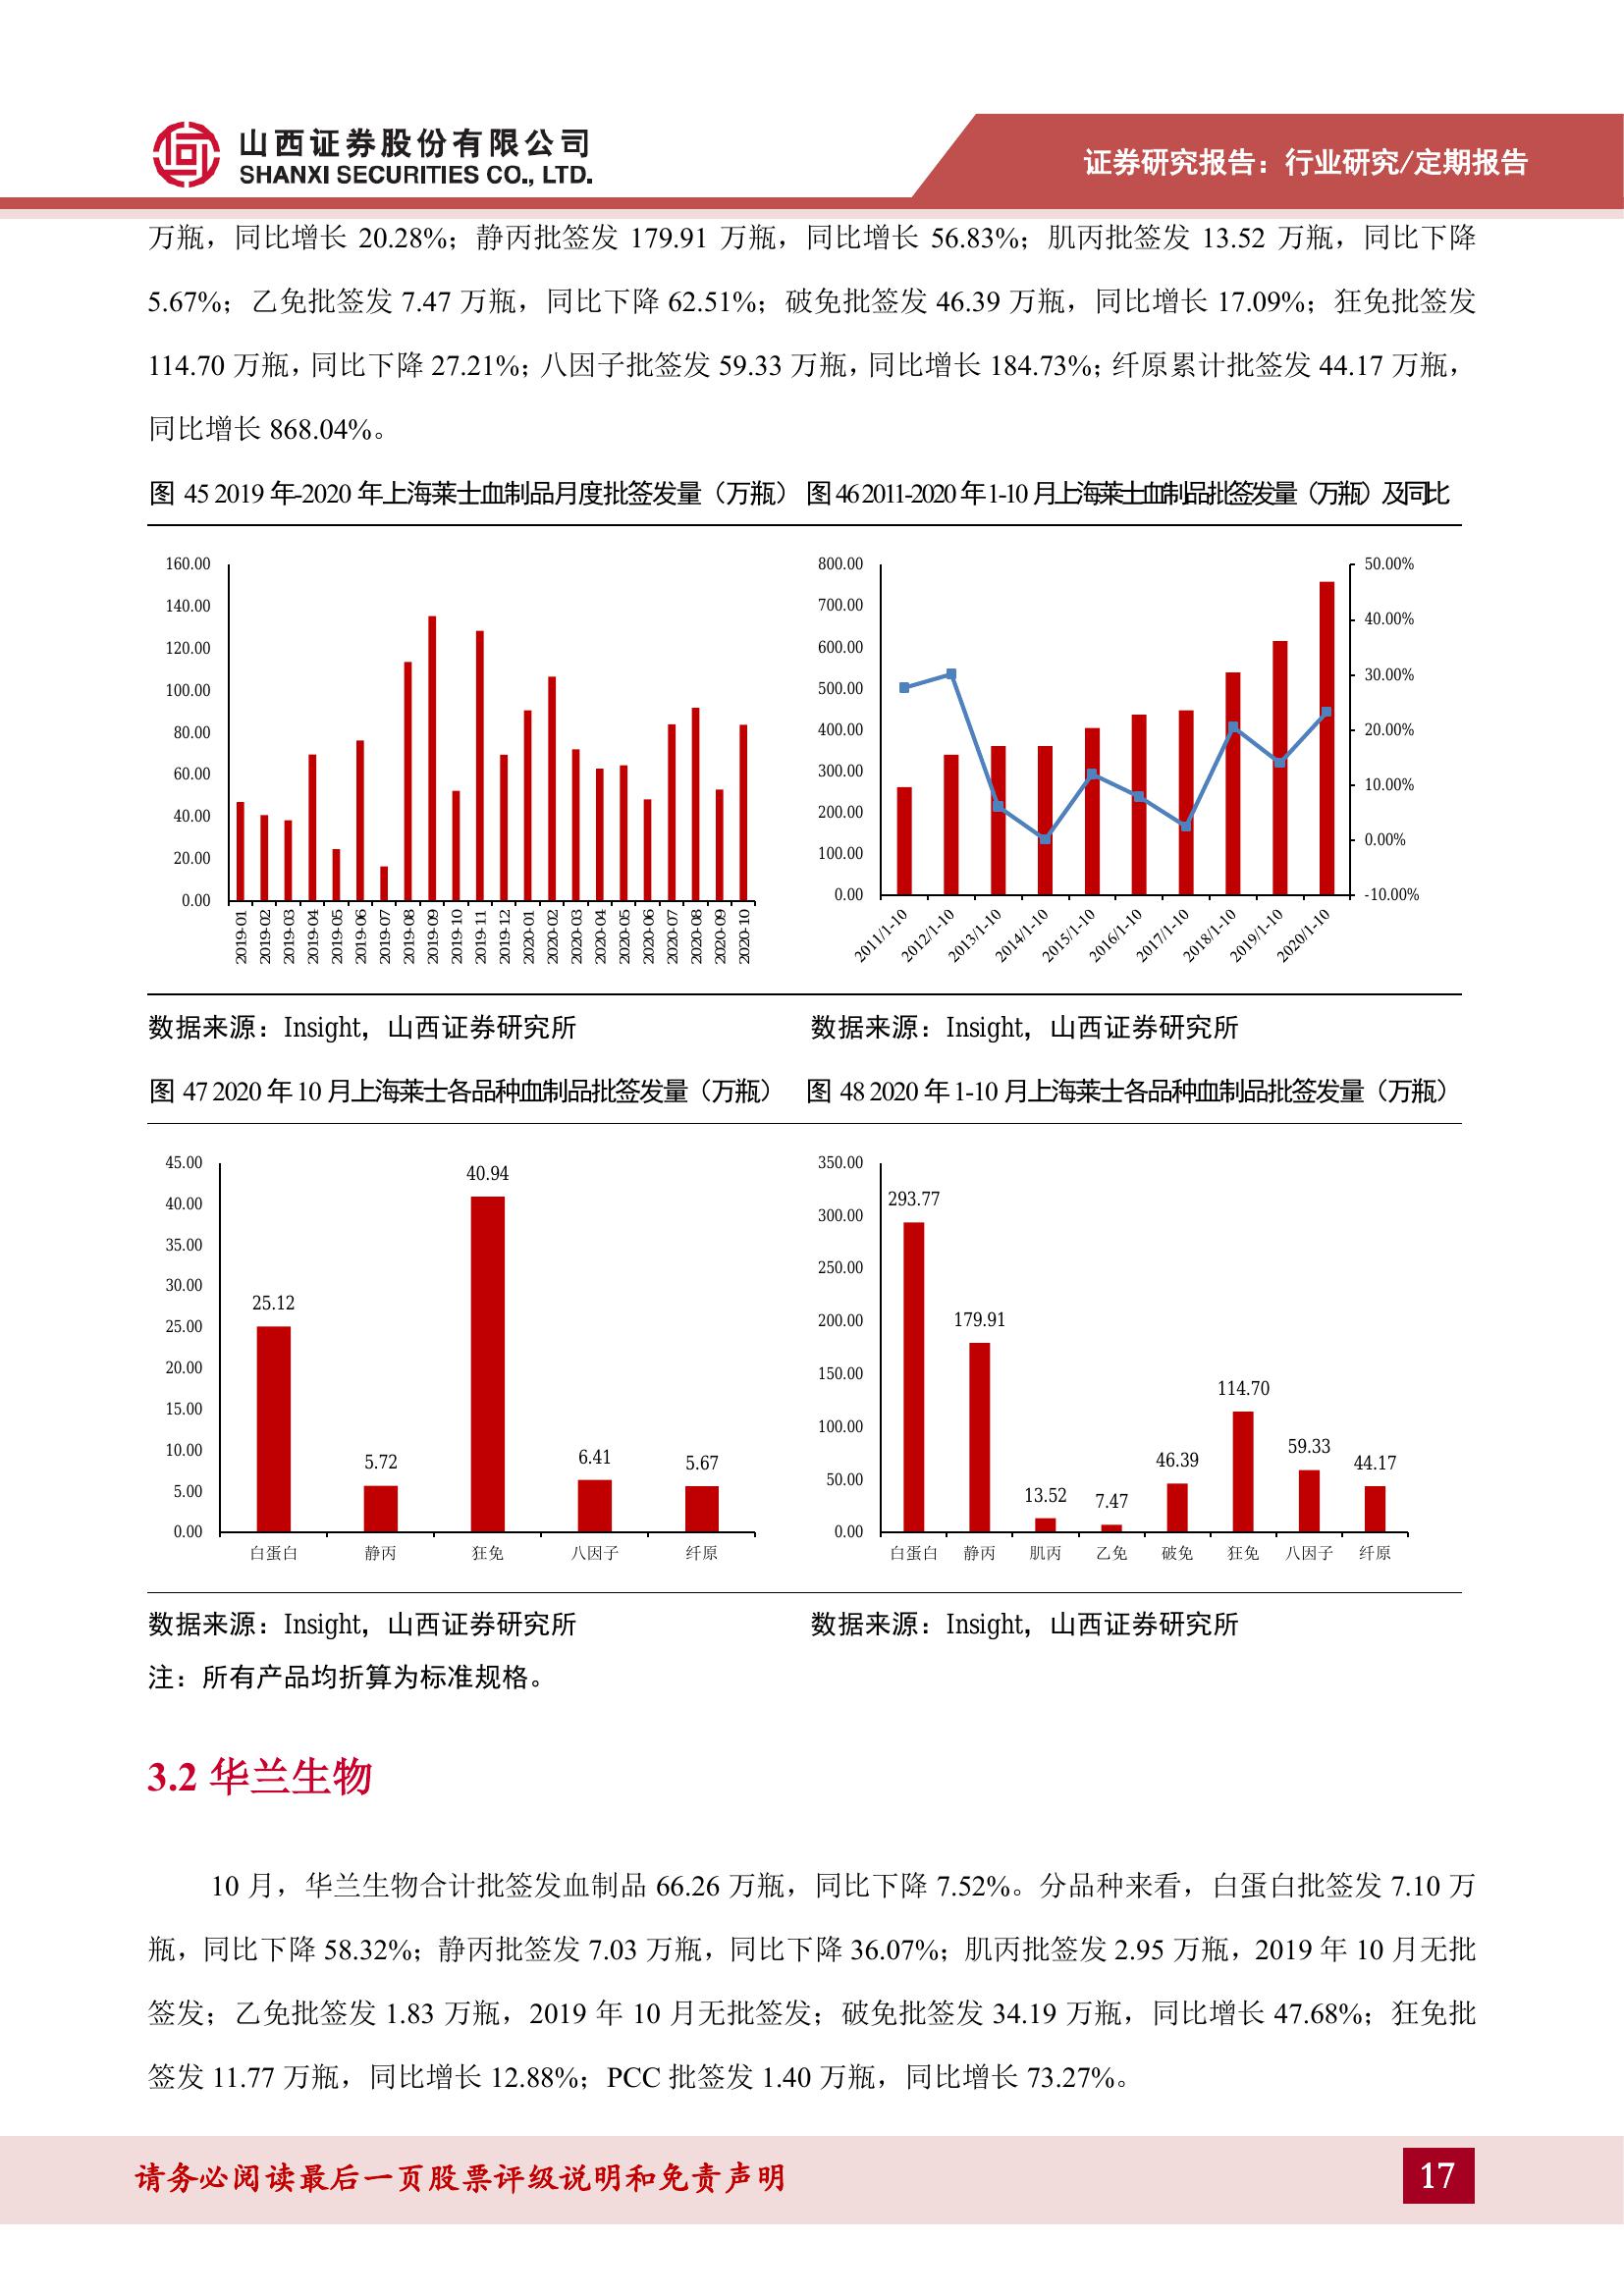 山西证券股份有限公司
SHANXI SECURITIES CO., LTD.
证券研究报告：行业研究/定期报告
万瓶，同比增长 20.28%；静丙批签发 179.91 万瓶，同比增长 56.83%；肌丙批签发 13.52 万瓶，同比下降
5.67%；乙免批签发 7.47 万瓶，同比下降 62.51%；破免批签发 46.39 万瓶，同比增长 17.09%；狂免批签发
114.70 万瓶，同比下降 27.21%；八因子批签发 59.33 万瓶，同比增长 184.73%；纤原累计批签发 44.17 万瓶，
同比增长 868.04%。
图 45 2019 年-2020 年上海莱士血制品月度批签发量（万瓶）
160.00
140.00
120.00
100.00
80.00
60.00
40.00
20.00
0.00
2019-01
2019-02
2019-03
2019-04
2019-05
2019-06
2019-07
2019-08
2019-09
2019-10
2019-11
2019-12
2020-01
2020-02
2020-03
2020-04
2020-05
2020-06
2020-07
2020-08
2020-09
2020-10
图 46 2011-2020 年 1-10 月上海莱士血制品批签发量（万瓶）及同比
800.00
700.00
600.00
500.00
400.00
300.00
200.00
100.00
0.00
50.00%
40.00%
30.00%
20.00%
10.00%
0.00%
-10.00%
2011/1-10
2012/1-10
2013/1-10
2014/1-10
2015/1-10
2016/1-10
2017/1-10
2018/1-10
2019/1-10
2020/1-10
数据来源：Insight，山西证券研究所
数据来源：Insight，山西证券研究所
图 47 2020 年 10 月上海莱士各品种血制品批签发量（万瓶）
45.00
40.00
35.00
30.00
25.00
20.00
15.00
10.00
5.00
0.00
25.12
5.72
40.94
6.41
5.67
白蛋白
静丙
狂免
八因子
纤原
图 48 2020 年 1-10 月上海莱士各品种血制品批签发量（万瓶）
350.00
300.00
250.00
200.00
150.00
100.00
50.00
0.00
293.77
179.91
13.52
7.47
46.39
114.70
59.33
44.17
白蛋白
静丙
肌丙
乙免
破免
狂免
八因子
纤原
数据来源：Insight，山西证券研究所
数据来源：Insight，山西证券研究所
注：所有产品均折算为标准规格。
3.2 华兰生物
10 月，华兰生物合计批签发血制品 66.26 万瓶，同比下降 7.52%。分品种来看，白蛋白批签发 7.10 万
瓶，同比下降 58.32%；静丙批签发 7.03 万瓶，同比下降 36.07%；肌丙批签发 2.95 万瓶，2019 年 10 月无批
签发；乙免批签发 1.83 万瓶，2019 年 10 月无批签发；破免批签发 34.19 万瓶，同比增长 47.68%；狂免批
签发 11.77 万瓶，同比增长 12.88%；PCC 批签发 1.40 万瓶，同比增长 73.27%。
请务必阅读最后一页股票评级说明和免责声明
17